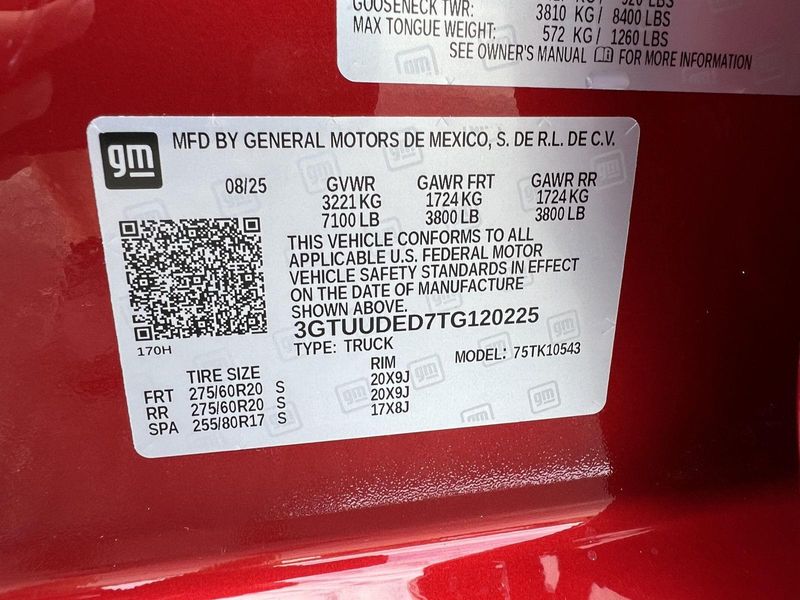 GOOSENECK TWR: 3810 KG / 8400 LBS
MAX TONGUE WEIGHT: 572 KG / 1260 LBS
SEE OWNER'S MANUAL FOR MORE INFORMATION
gm
MFD BY GENERAL MOTORS DE MEXICO, S. DE R.L. DE C.V.
08/25 GVWR GAWR FRT GAWR RR
3221 KG 1724 KG 1724 KG
7100 LB 3800 LB 3800 LB
THIS VEHICLE CONFORMS TO ALL
APPLICABLE U.S. FEDERAL MOTOR
VEHICLE SAFETY STANDARDS IN EFFECT
ON THE DATE OF MANUFACTURE
SHOWN ABOVE.
3GTUUDED7TG120225
170H
TYPE: TRUCK MODEL: 75TK10543
TIRE SIZE RIM
FRT 275/60R20 S 20X9J
RR 275/60R20 S 20X9J
SPA 255/80R17 S 17X8J